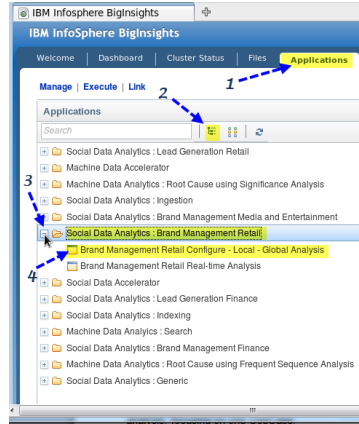 IBM Infosphere BigInsights
IBM InfoSphere BigInsights
Welcome | Dashboard | Cluster Status | Files | Applications
1
Manage | Execute | Link
2
Applications
Search
Social Data Analytics : Lead Generation Retail
Machine Data Accelerator
3
Machine Data Analytics : Root Cause using Significance Analysis
Social Data Analytics : Ingestion
Social Data Analytics : Brand Management Media and Entertainment
Social Data Analytics : Brand Management Retail
Brand Management Retail Configure - Local - Global Analysis
4
Brand Management Retail Real-time Analysis
Social Data Accelerator
Social Data Analytics : Lead Generation Finance
Social Data Analytics : Indexing
Machine Data Analyics : Search
Social Data Analytics : Brand Management Finance
Machine Data Analytics : Root Cause using Frequent Sequence Analysis
Social Data Analytics : Generic